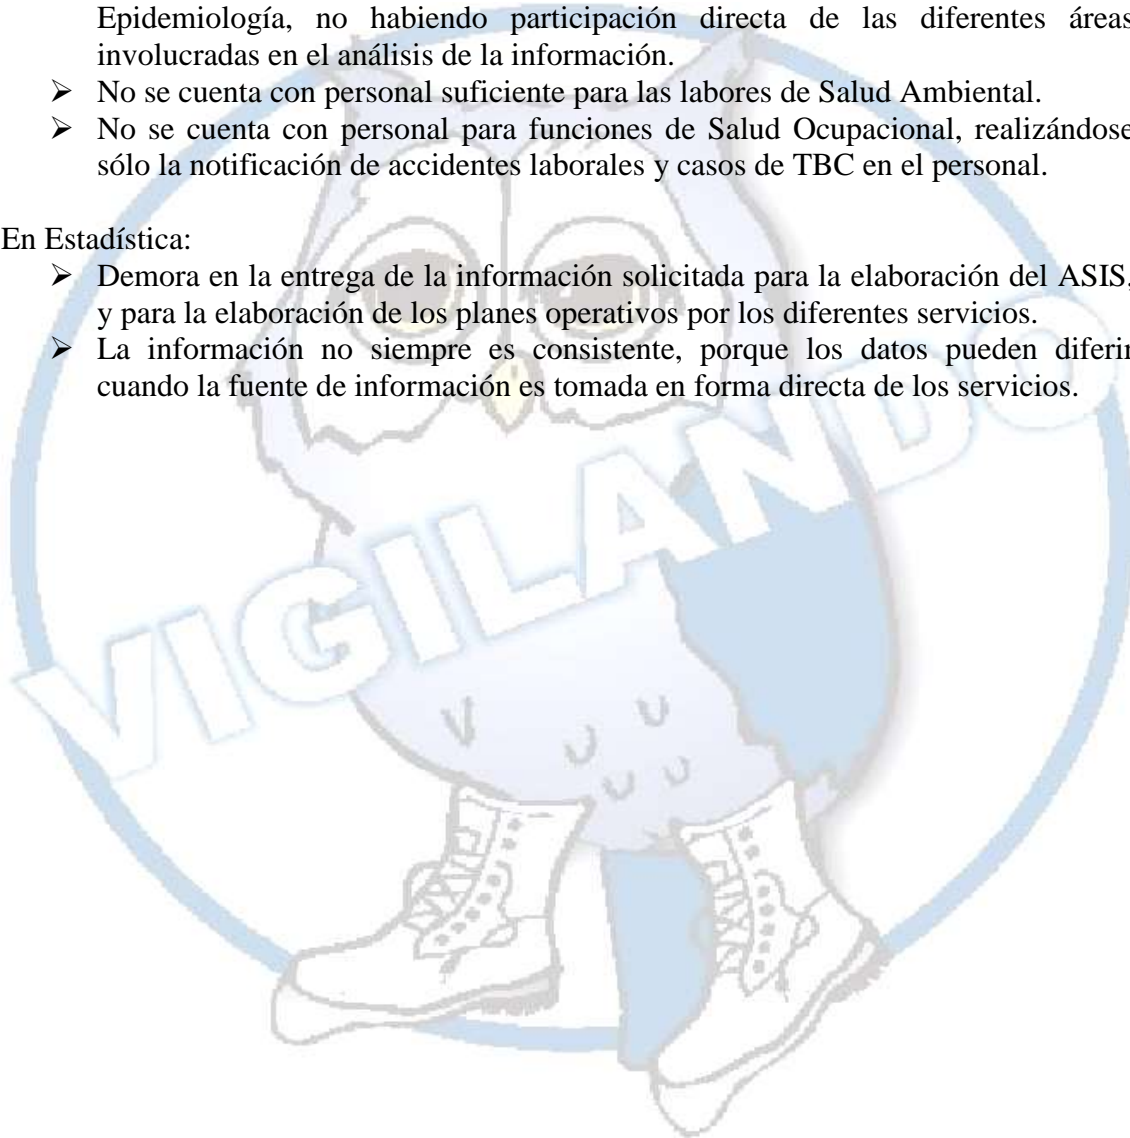 Epidemiología, no habiendo participación directa de las diferentes áreas
involucradas en el análisis de la información.
➢ No se cuenta con personal suficiente para las labores de Salud Ambiental.
➢ No se cuenta con personal para funciones de Salud Ocupacional, realizándose
sólo la notificación de accidentes laborales y casos de TBC en el personal.
En Estadística:
➢ Demora en la entrega de la información solicitada para la elaboración del ASIS,
y para la elaboración de los planes operativos por los diferentes servicios.
➢ La información no siempre es consistente, porque los datos pueden diferir
cuando la fuente de información es tomada en forma directa de los servicios.
VIGILANDO